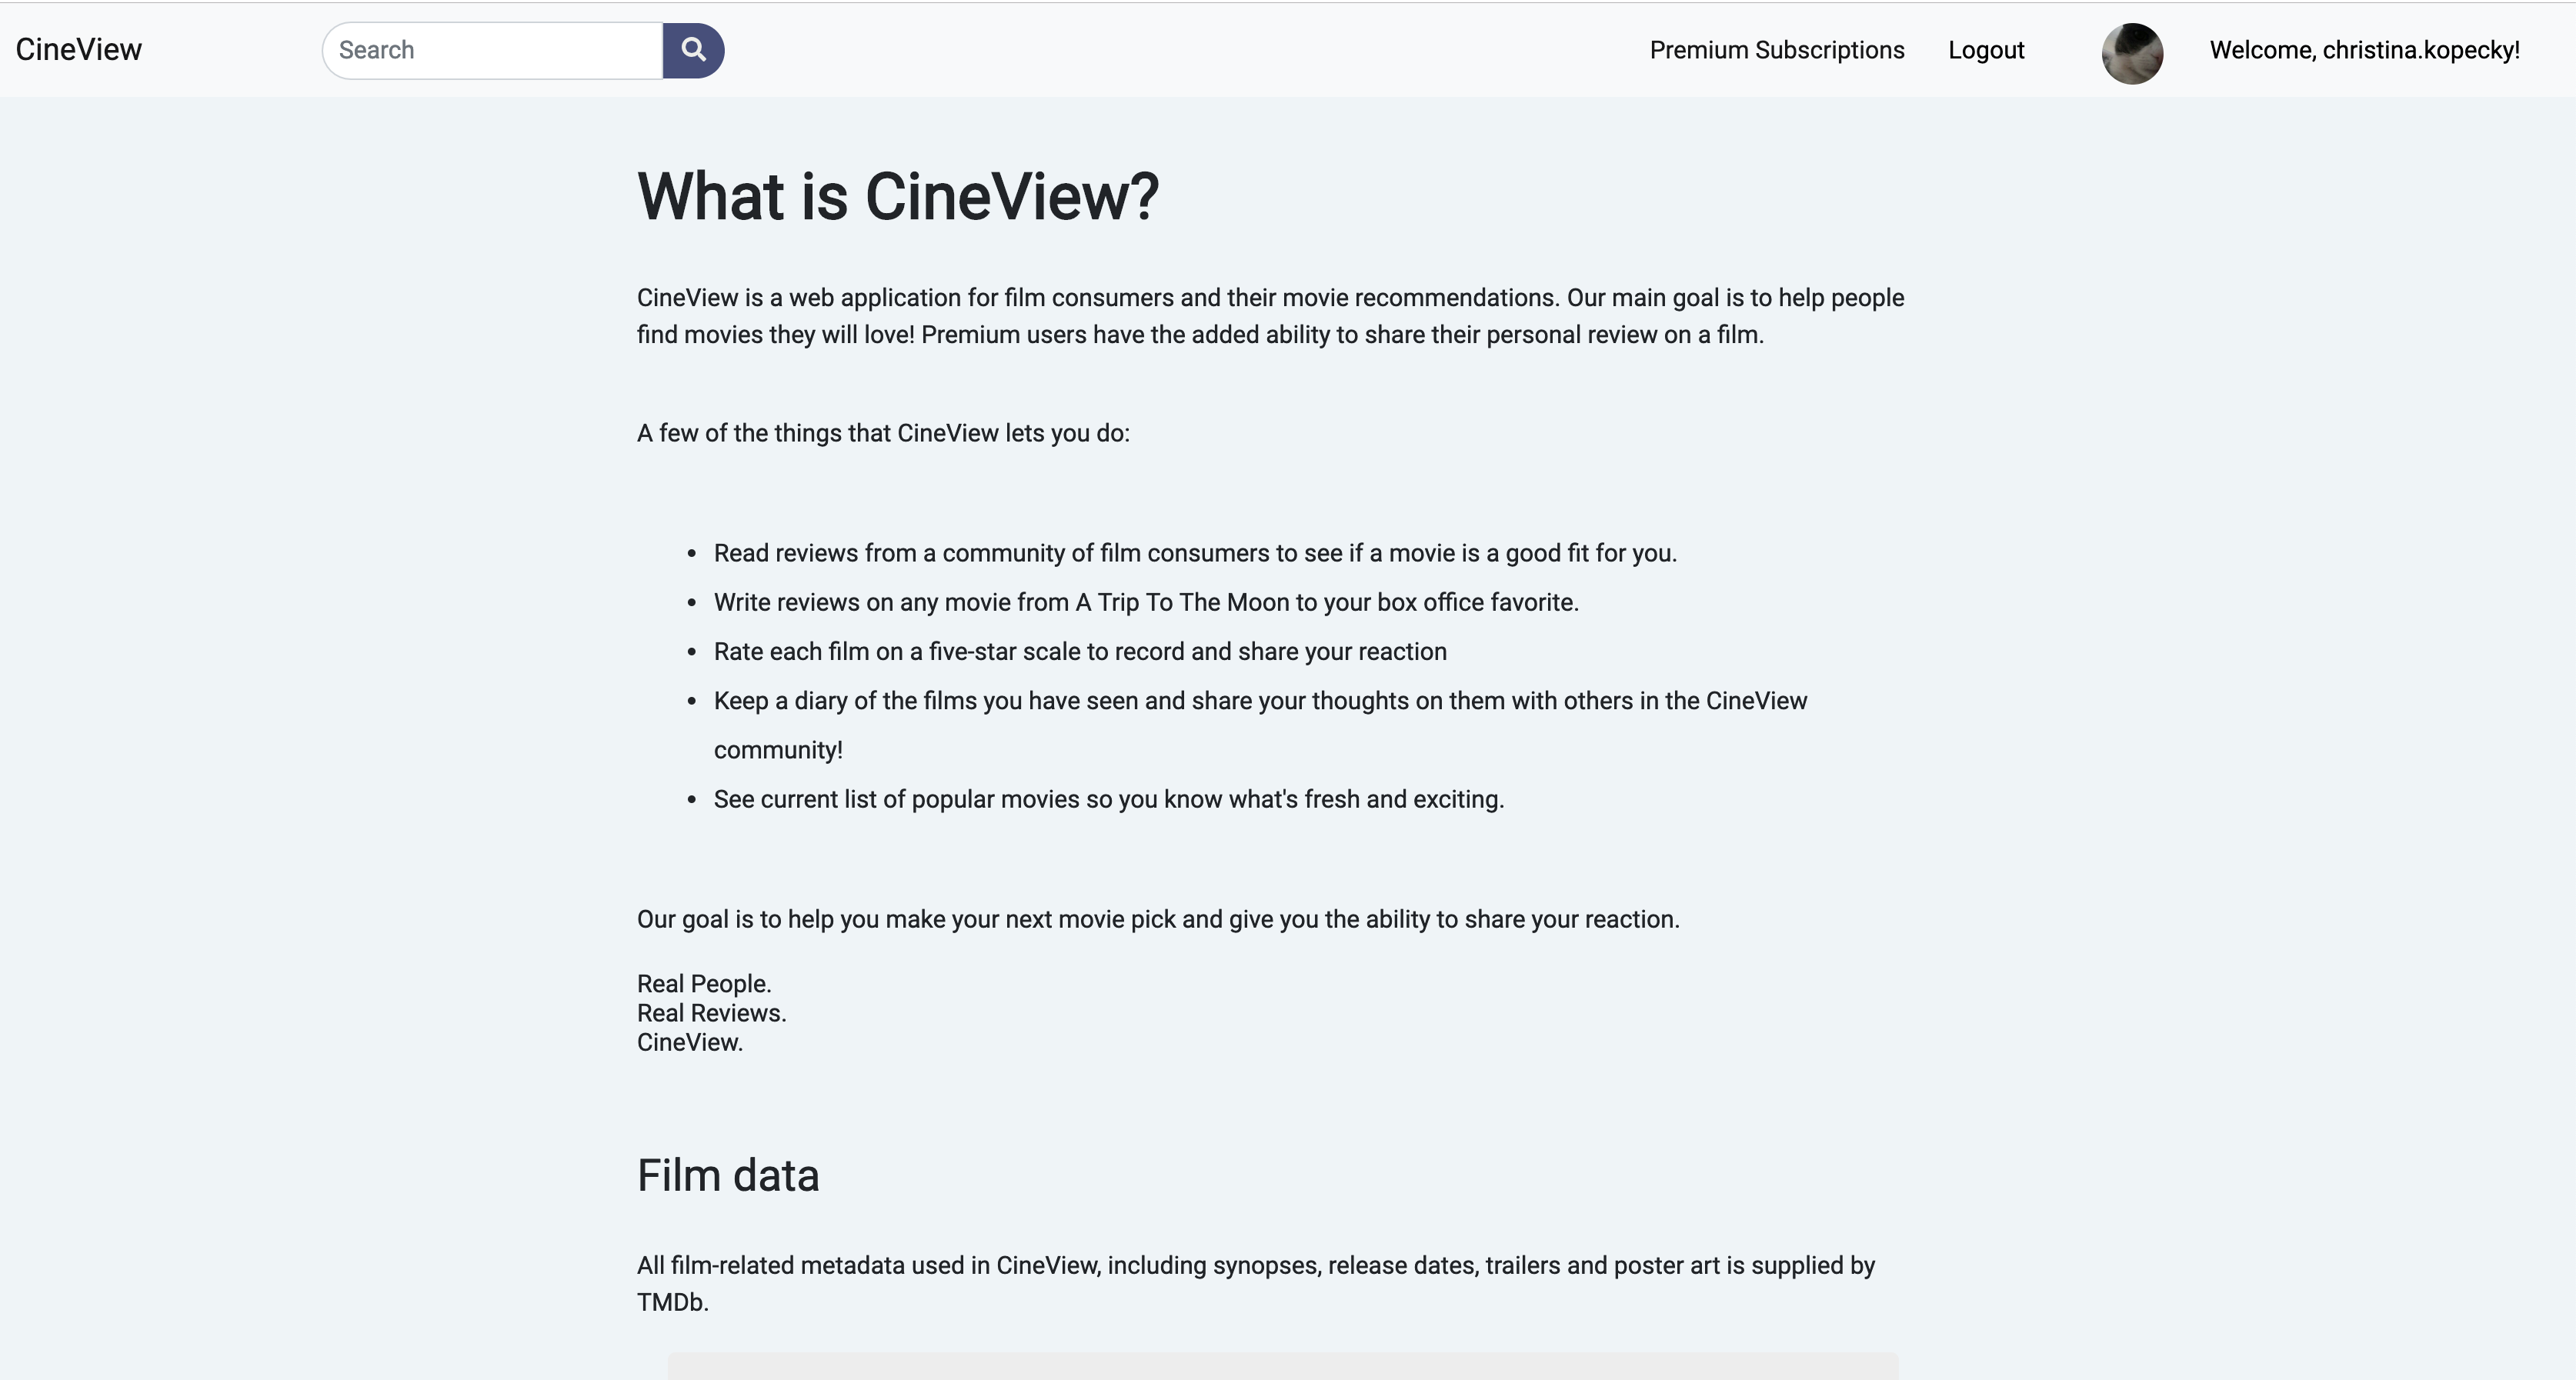 CineView
Search
Premium Subscriptions
Logout
Welcome, christina.kopecky!
What is CineView?
CineView is a web application for film consumers and their movie recommendations. Our main goal is to help people
find movies they will love! Premium users have the added ability to share their personal review on a film.
A few of the things that CineView lets you do:
• Read reviews from a community of film consumers to see if a movie is a good fit for you.
• Write reviews on any movie from A Trip To The Moon to your box office favorite.
• Rate each film on a five-star scale to record and share your reaction
• Keep a diary of the films you have seen and share your thoughts on them with others in the CineView
community!
• See current list of popular movies so you know what's fresh and exciting.
Our goal is to help you make your next movie pick and give you the ability to share your reaction.
Real People.
Real Reviews.
CineView.
Film data
All film-related metadata used in CineView, including synopses, release dates, trailers and poster art is supplied by
TMDb.